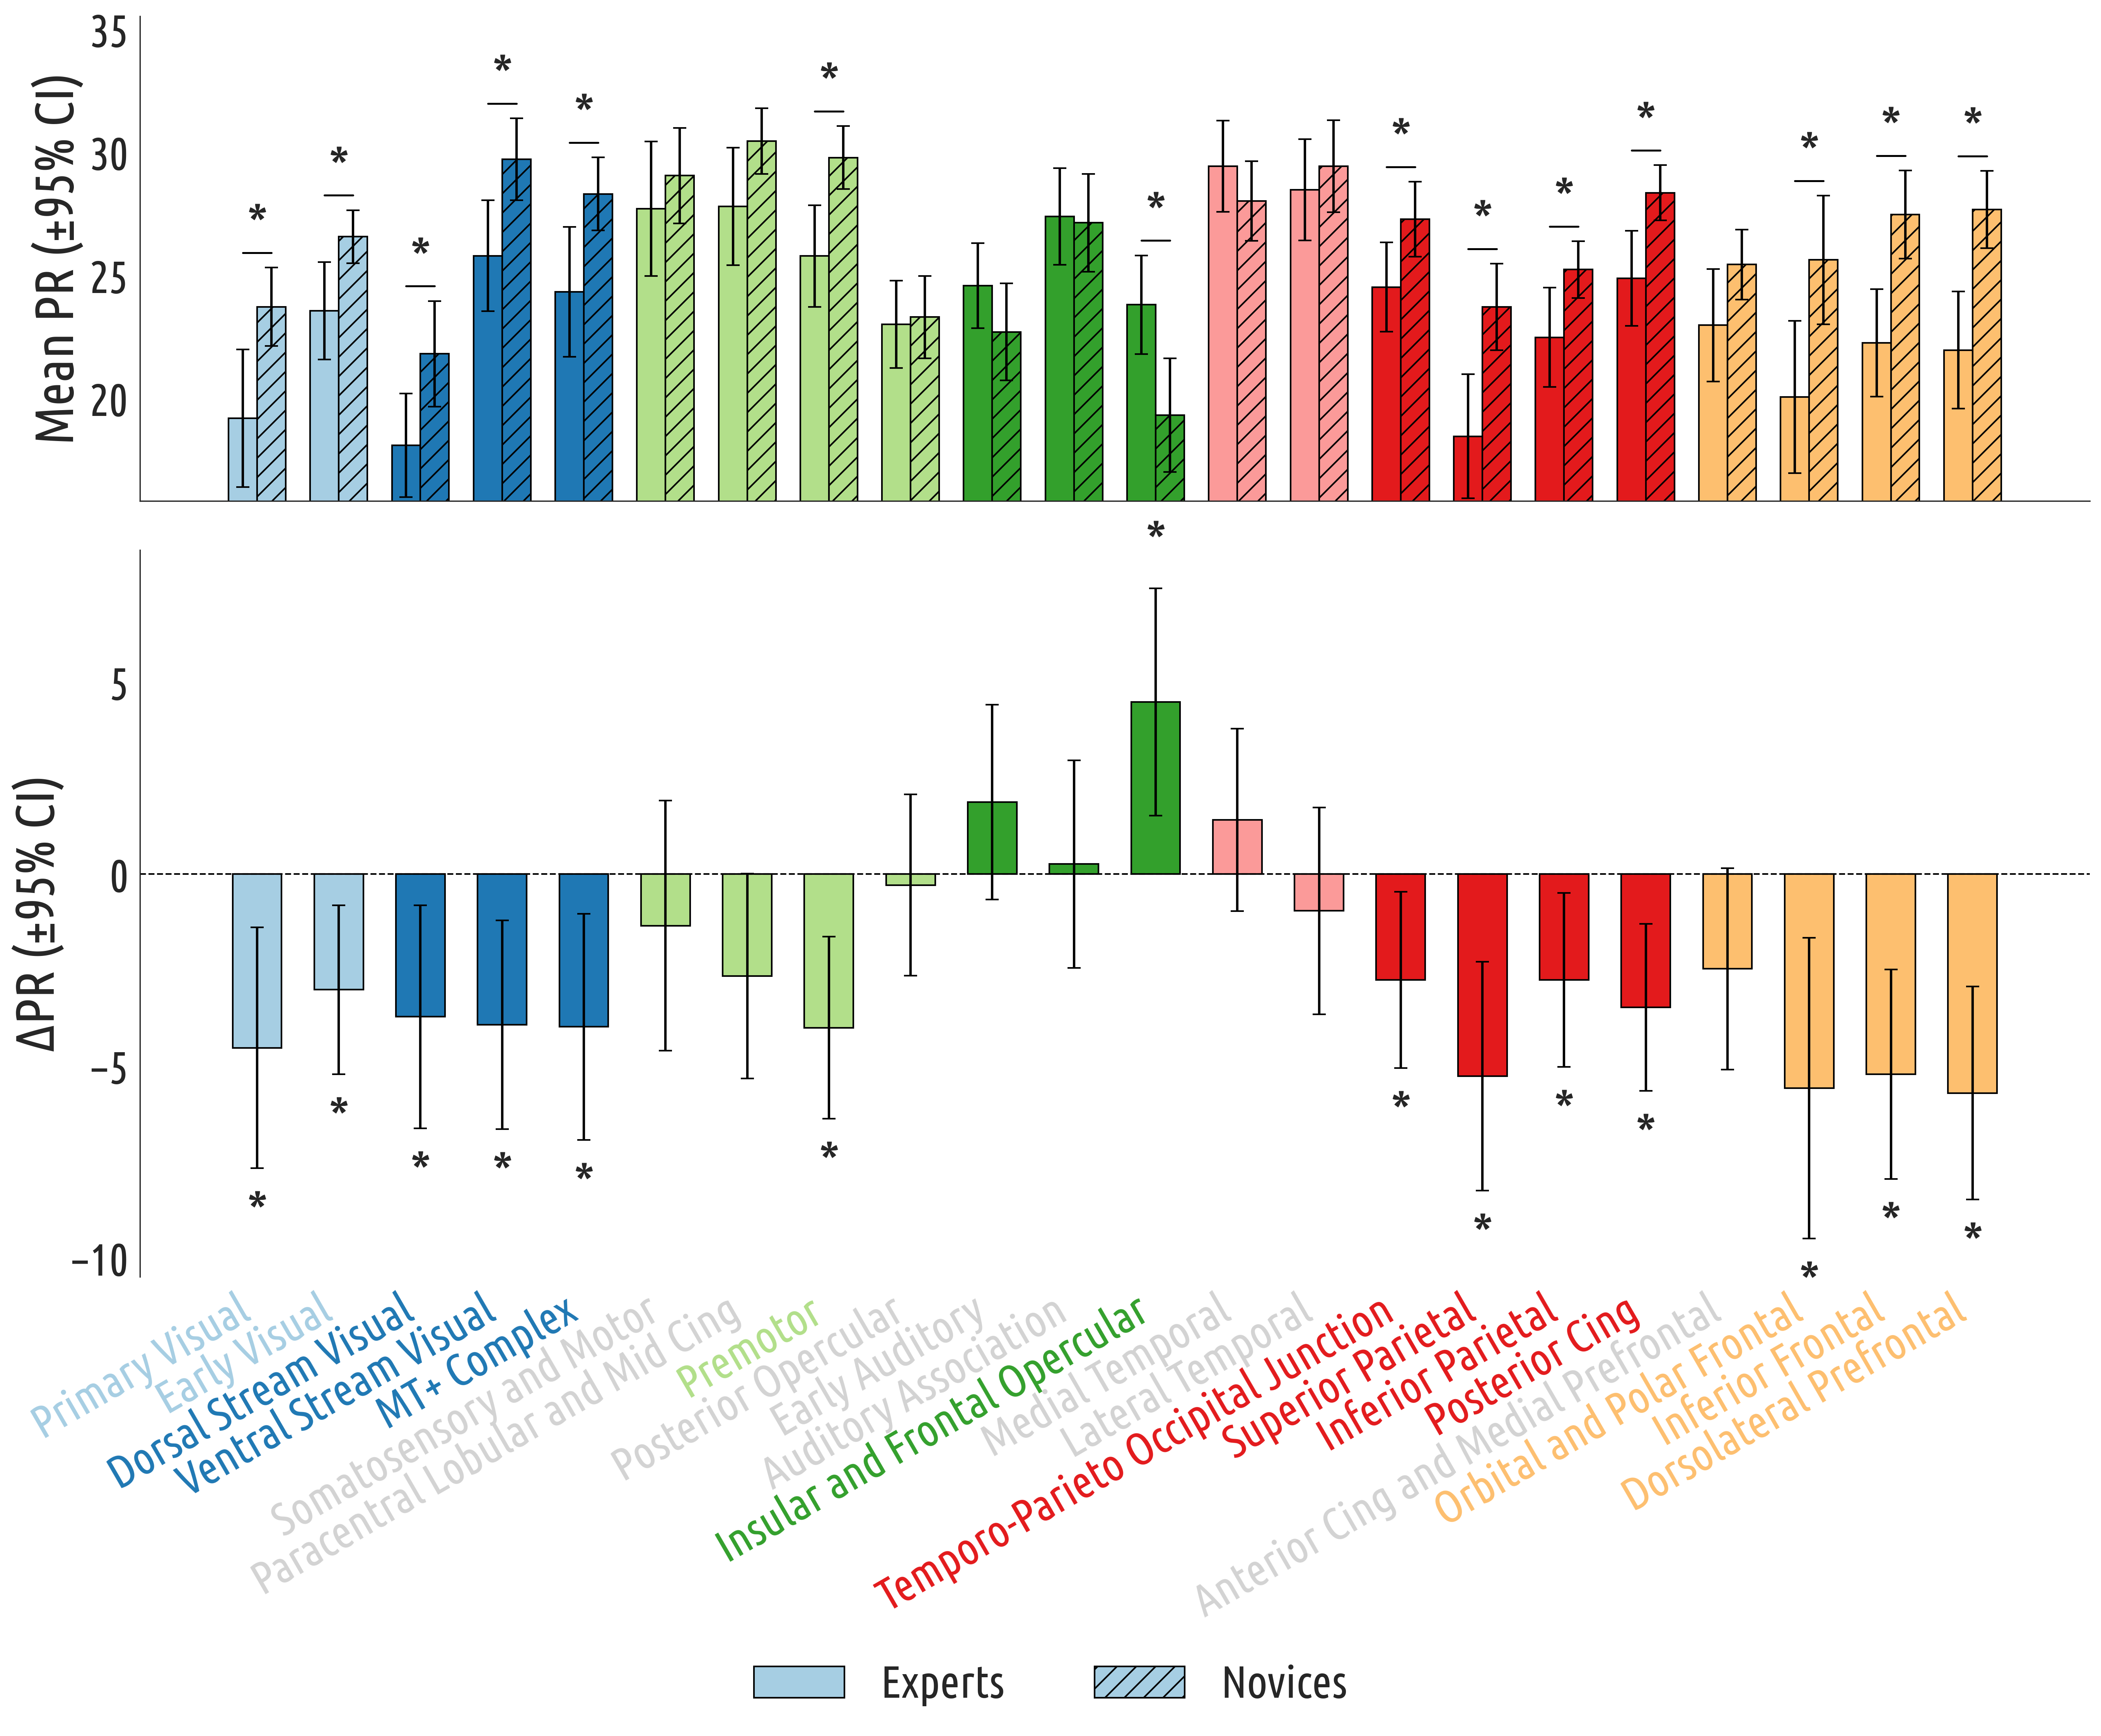 Mean PR (±95% CI)
35
30
25
20
* * * * * * * * * * * * * *
*
ΔPR (±95% CI)
5
0
−5
−10
* * * * * * * * * * * * *
Primary Visual
Early Visual
Dorsal Stream Visual
Ventral Stream Visual
MT+ Complex
Somatosensory and Motor
Paracentral Lobular and Mid Cing
Premotor
Posterior Opercular
Early Auditory
Auditory Association
Insular and Frontal Opercular
Medial Temporal
Lateral Temporal
Temporo-Parieto Occipital Junction
Superior Parietal
Inferior Parietal
Posterior Cing
Anterior Cing and Medial Prefrontal
Orbital and Polar Frontal
Inferior Frontal
Dorsolateral Prefrontal
Experts
Novices